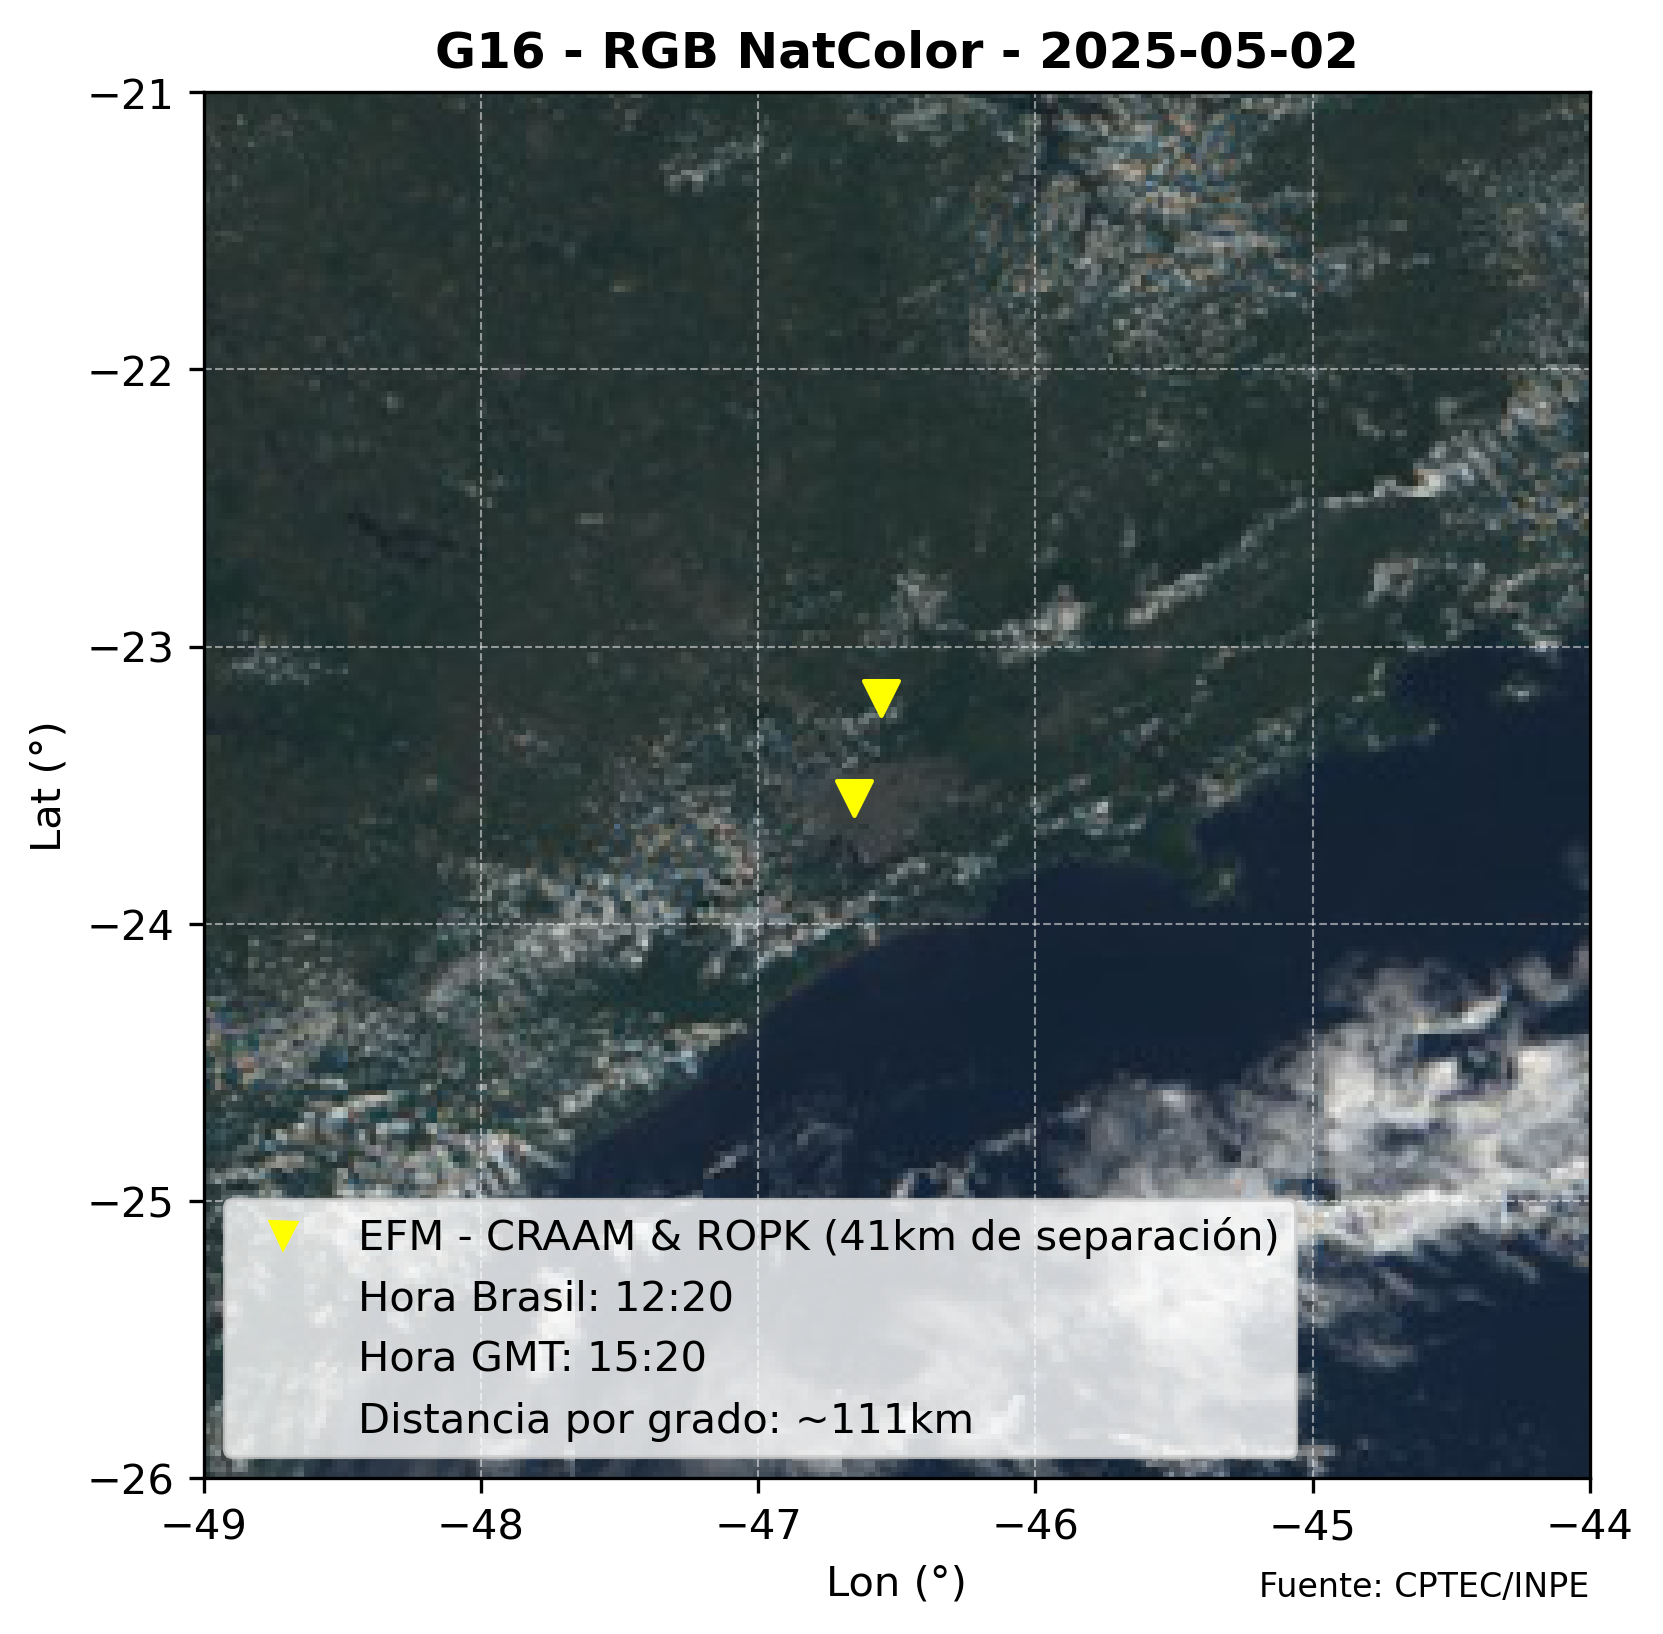 G16 - RGB NatColor - 2025-05-02
−21
−22
−23
−24
−25
−26
Lat (°)
EFM - CRAAM & ROPK (41km de separación)
Hora Brasil: 12:20
Hora GMT: 15:20
Distancia por grado: ~111km
−49 −48 −47 −46 −45 −44
Lon (°)
Fuente: CPTEC/INPE